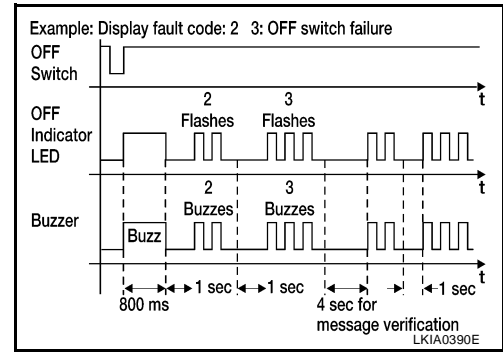 Example: Display fault code: 2 3: OFF switch failure
OFF
Switch
t
2
Flashes
3
Flashes
OFF
Indicator
LED
t
2
Buzzes
3
Buzzes
Buzzer
Buzz
t
1 sec
1 sec
1 sec
800 ms
4 sec for
message verification
LKIA0390E